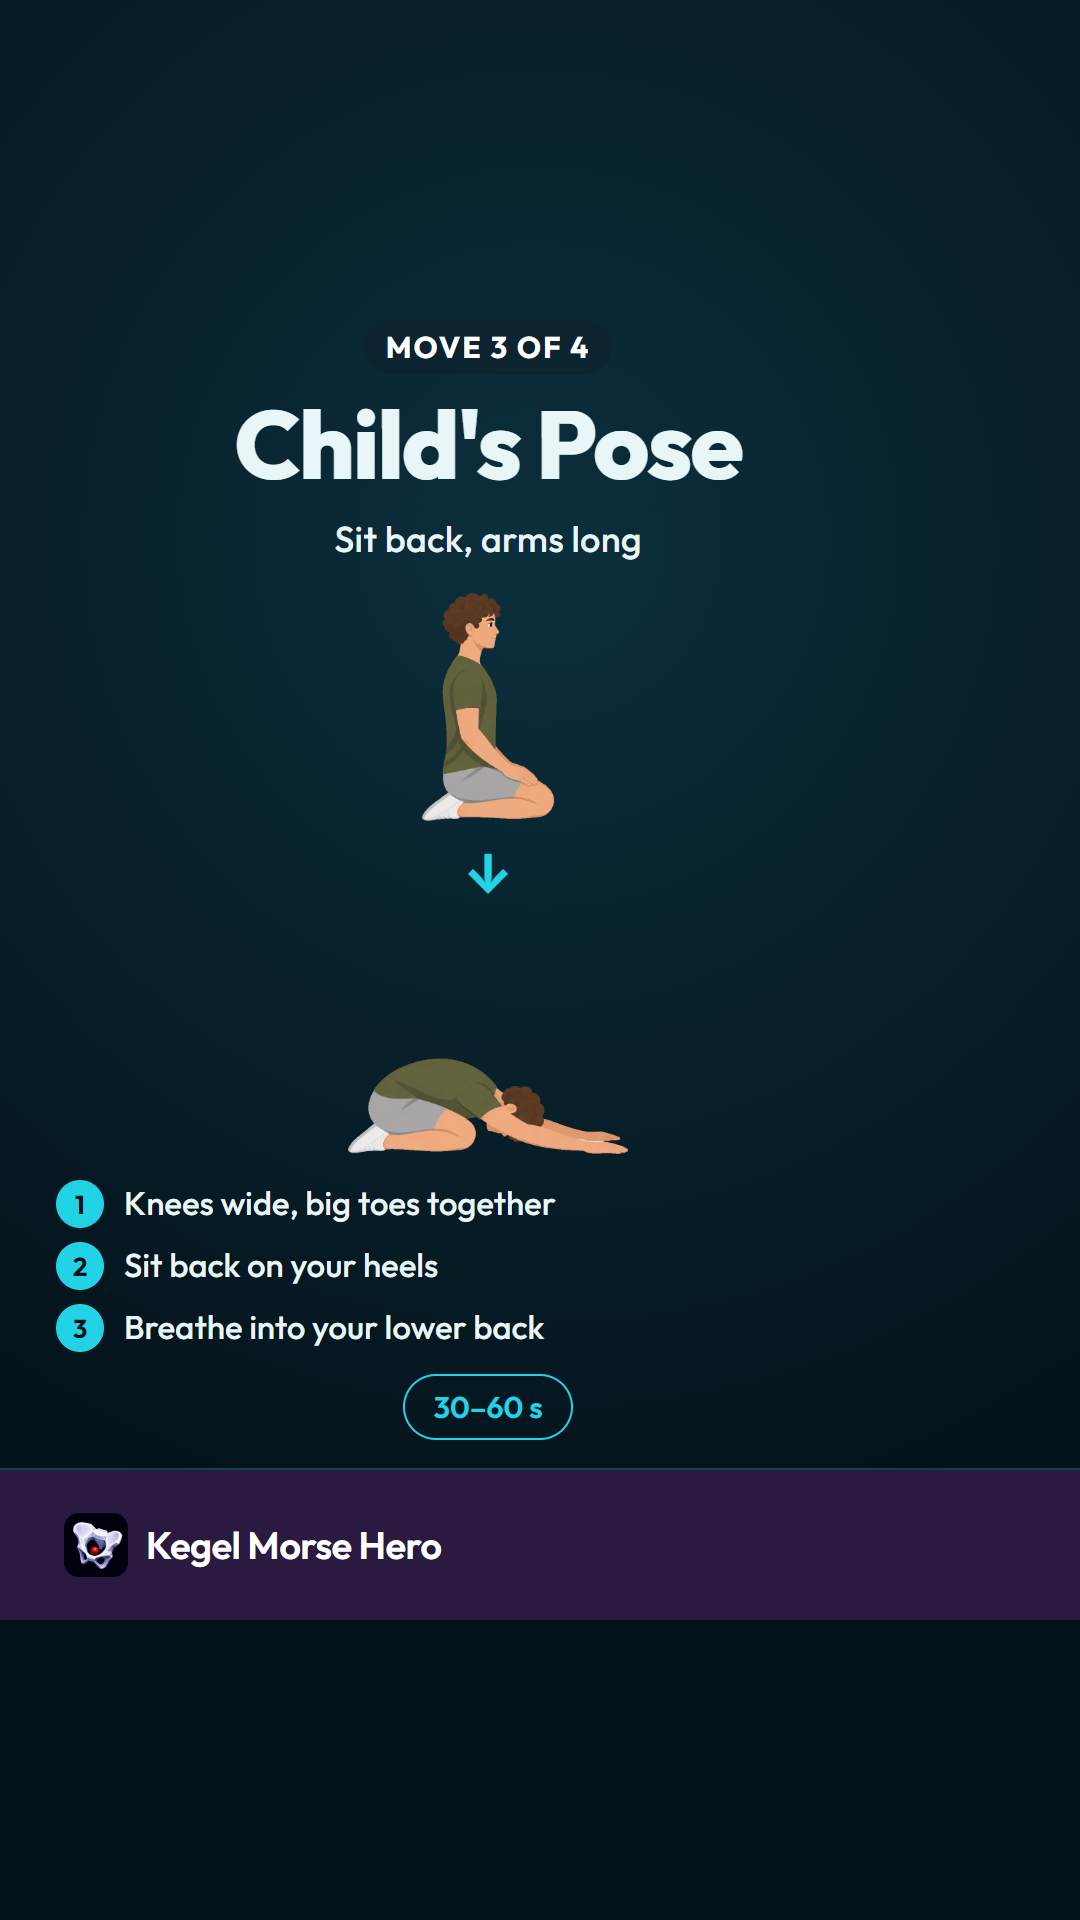 MOVE 3 OF 4
Child's Pose
Sit back, arms long
1 Knees wide, big toes together
2 Sit back on your heels
3 Breathe into your lower back
30–60 s
Kegel Morse Hero